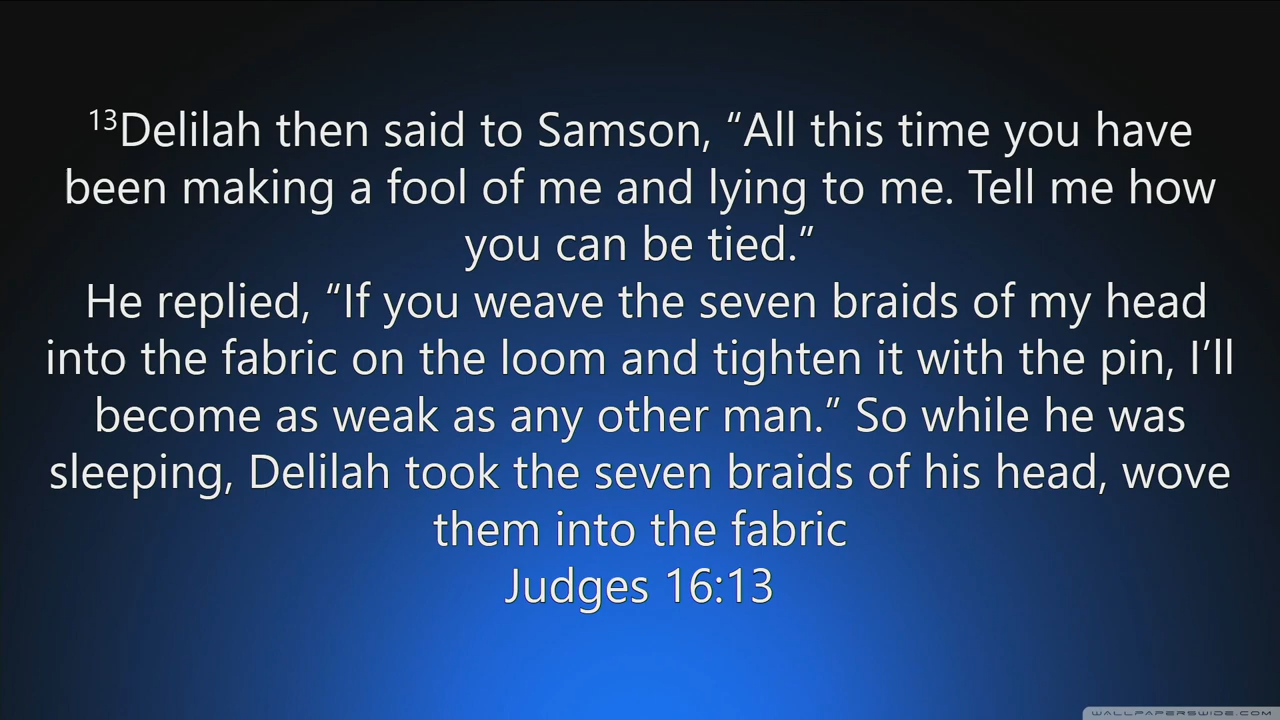 ¹³Delilah then said to Samson, “All this time you have
been making a fool of me and lying to me. Tell me how
you can be tied.”
He replied, “If you weave the seven braids of my head
into the fabric on the loom and tighten it with the pin, I’ll
become as weak as any other man.” So while he was
sleeping, Delilah took the seven braids of his head, wove
them into the fabric
Judges 16:13
WALLPAPERSWIDE.COM